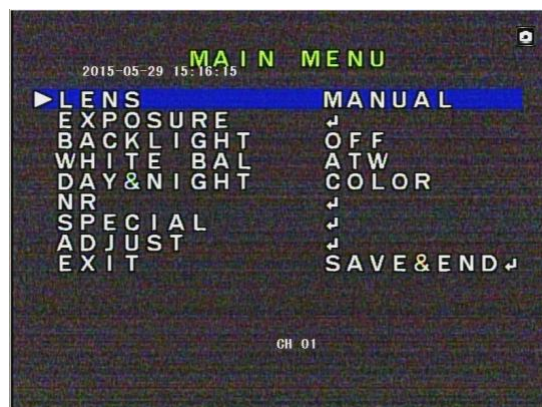 MAIN MENU
2015-05-29 15:16:15
►LENS MANUAL
EXPOSURE ↲
BACKLIGHT OFF
WHITE BAL ATW
DAY&NIGHT COLOR
NR ↲
SPECIAL ↲
ADJUST ↲
EXIT SAVE&END↲
CH 01